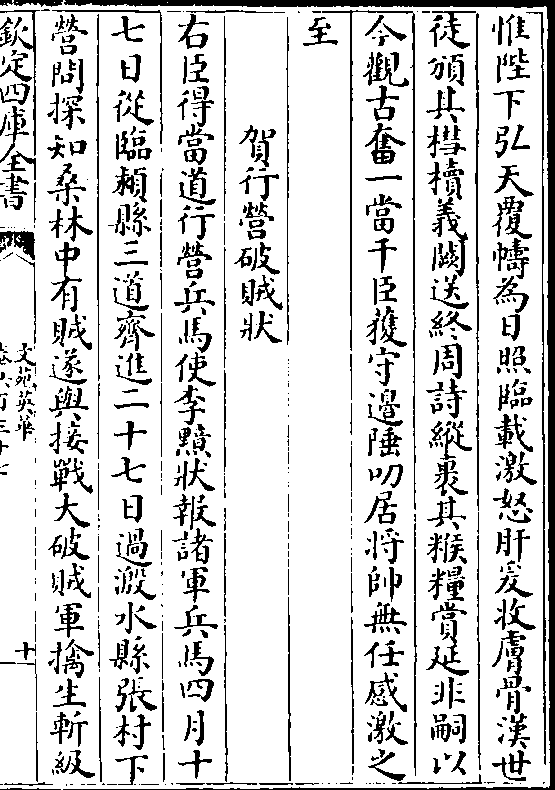 惟陛下弘天覆幬為日照臨載激怒肝爰收膚骨漢世
徒頒其槥櫝義闕送終周詩縱裹其糇糧賞延非嗣以
今觀古奮一當千臣獲守邊陲叨居將帥無任感激之
至
賀行營破賊狀
右臣得當道行營兵馬使李黰狀報諸軍兵馬四月十
七日從臨潁縣三道齊進二十七日過溵水縣張村下
營問探知桑林中有賊遂與接戰大破賊軍擒生斬級
欽定四庫全書
文苑英華
卷六百三十七
十